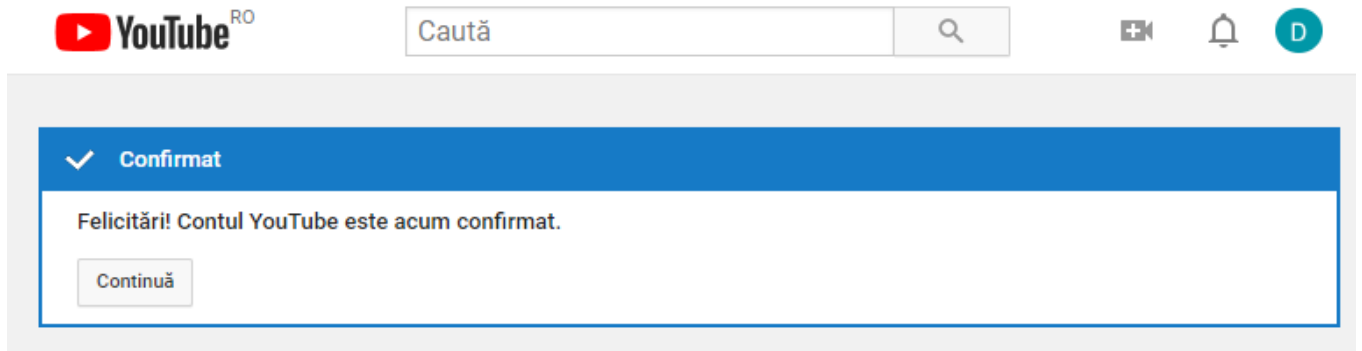 YouTube RO
Caută
D
Confirmat
Felicitări! Contul YouTube este acum confirmat.
Continuă